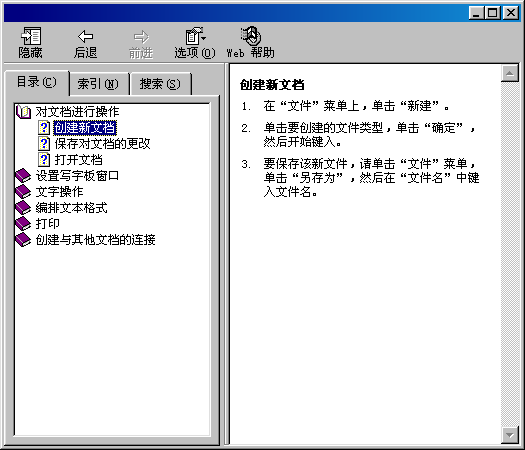 隐藏 后退 前进 选项(O) Web 帮助
目录(C) 索引(N) 搜索(S)
对文档进行操作
创建新文档
保存对文档的更改
打开文档
设置写字板窗口
文字操作
编排文本格式
打印
创建与其他文档的连接
创建新文档
1. 在“文件”菜单上，单击“新建”。
2. 单击要创建的文件类型，单击“确定”，
然后开始键入。
3. 要保存该新文件，请单击“文件”菜单，
单击“另存为”，然后在“文件名”中键
入文件名。